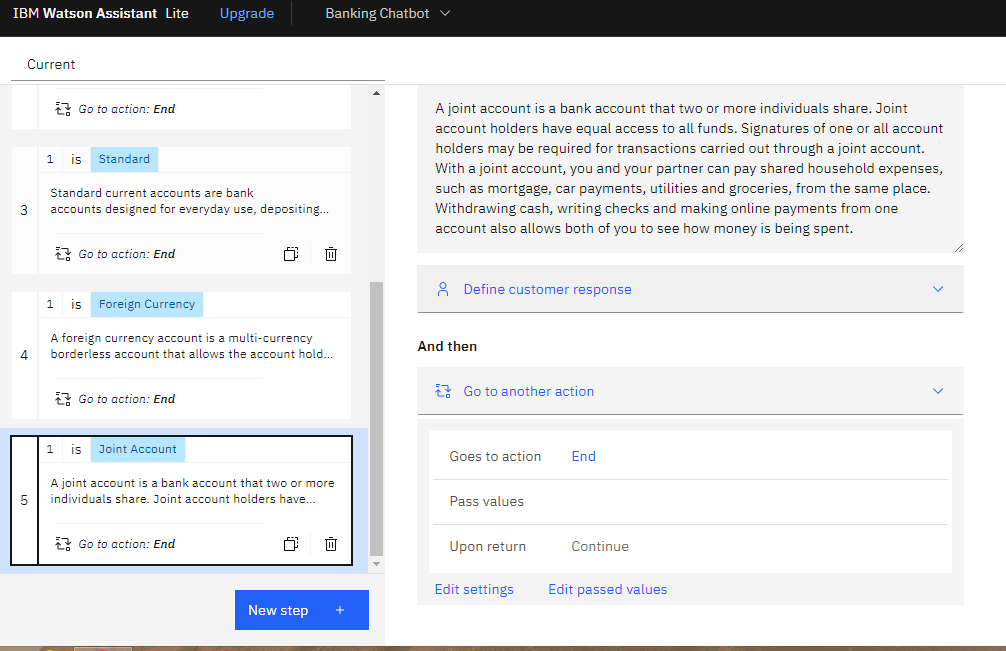 IBM Watson Assistant Lite Upgrade Banking Chatbot
Current
Go to action: End
1 is Standard
3
Standard current accounts are bank
accounts designed for everyday use, depositing...
Go to action: End
1 is Foreign Currency
4
A foreign currency account is a multi-currency
borderless account that allows the account hold...
Go to action: End
1 is Joint Account
5
A joint account is a bank account that two or more
individuals share. Joint account holders have...
Go to action: End
New step +
A joint account is a bank account that two or more individuals share. Joint
account holders have equal access to all funds. Signatures of one or all account
holders may be required for transactions carried out through a joint account.
With a joint account, you and your partner can pay shared household expenses,
such as mortgage, car payments, utilities and groceries, from the same place.
Withdrawing cash, writing checks and making online payments from one
account also allows both of you to see how money is being spent.
Define customer response
And then
Go to another action
Goes to action End
Pass values
Upon return Continue
Edit settings Edit passed values